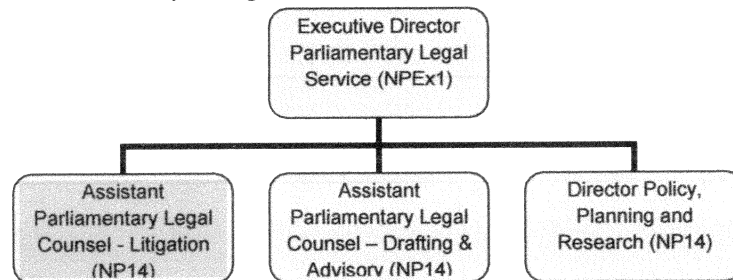 Executive Director
Parliamentary Legal
Service (NPEx1)
Assistant
Parliamentary Legal
Counsel - Litigation
(NP14)
Assistant
Parliamentary Legal
Counsel – Drafting &
Advisory (NP14)
Director Policy,
Planning and
Research (NP14)